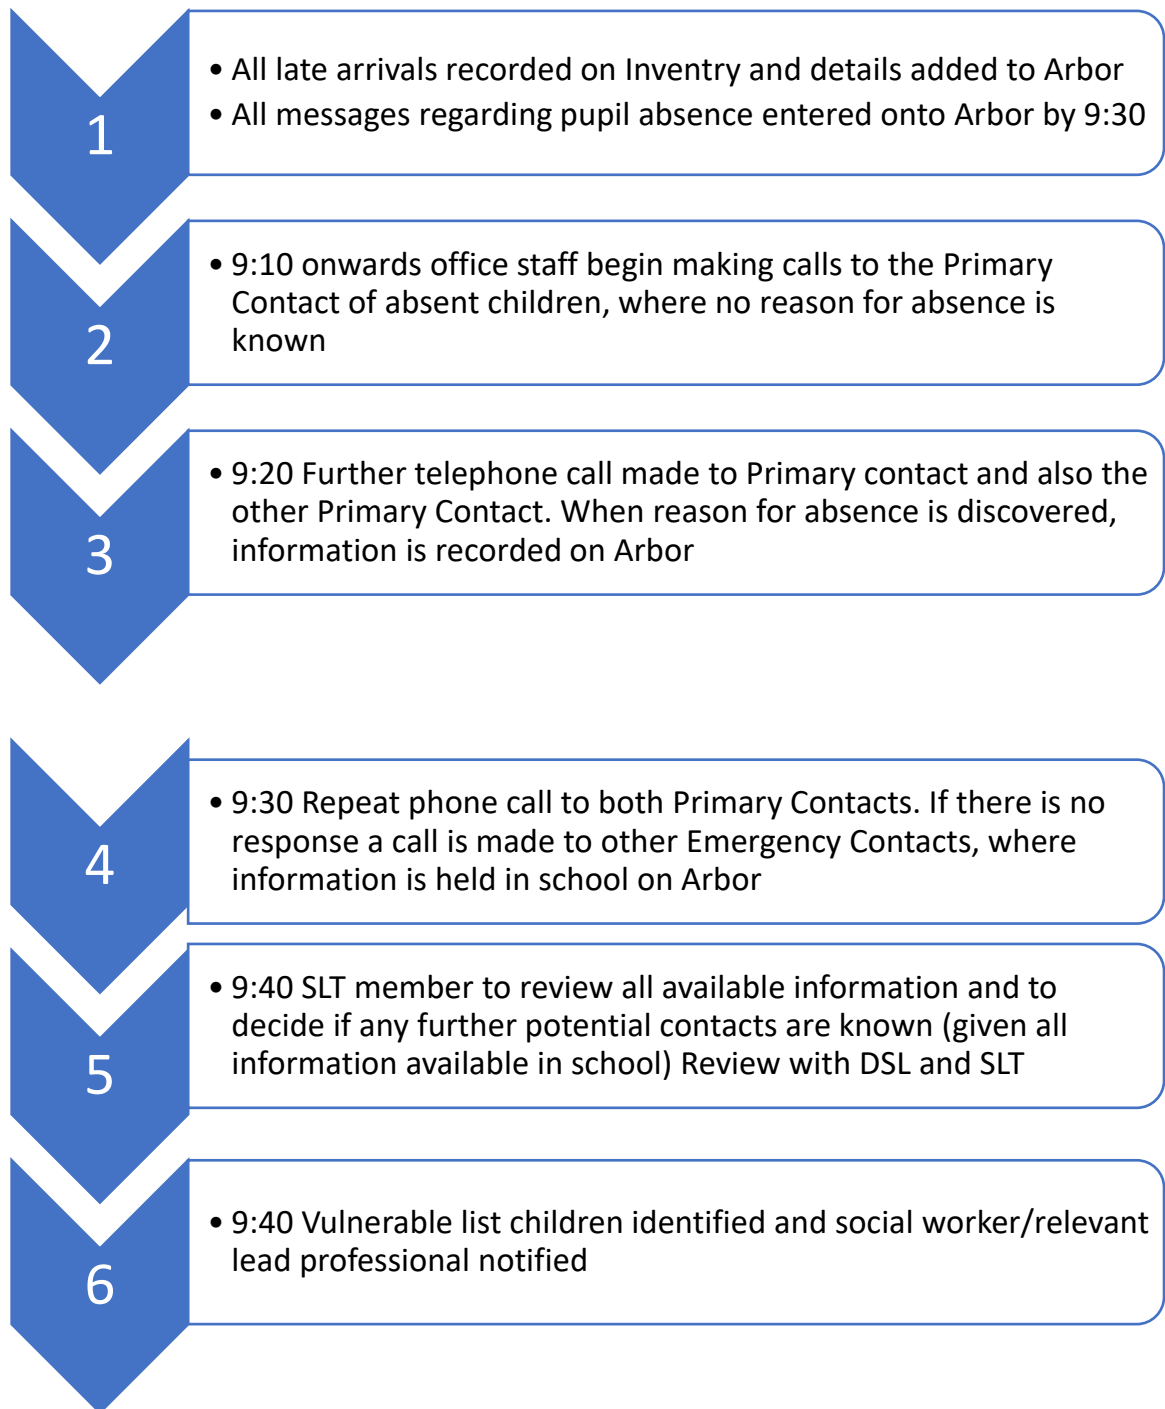 1
• All late arrivals recorded on Inventry and details added to Arbor
• All messages regarding pupil absence entered onto Arbor by 9:30
2
• 9:10 onwards office staff begin making calls to the Primary
Contact of absent children, where no reason for absence is
known
3
• 9:20 Further telephone call made to Primary contact and also the
other Primary Contact. When reason for absence is discovered,
information is recorded on Arbor
4
• 9:30 Repeat phone call to both Primary Contacts. If there is no
response a call is made to other Emergency Contacts, where
information is held in school on Arbor
5
• 9:40 SLT member to review all available information and to
decide if any further potential contacts are known (given all
information available in school) Review with DSL and SLT
6
• 9:40 Vulnerable list children identified and social worker/relevant
lead professional notified